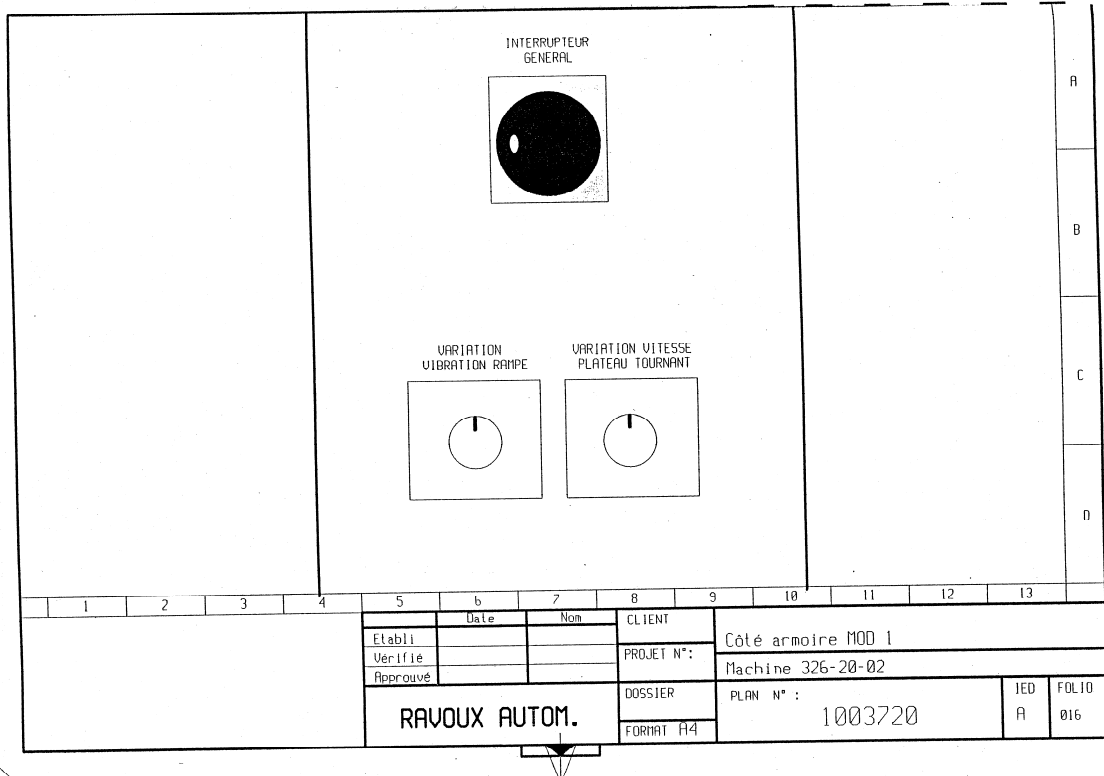 INTERRUPTEUR
GENERAL
A
B
VARIATION
VIBRATION RAMPE
VARIATION VITESSE
PLATEAU TOURNANT
C
D
1 2 3 4 5 6 7 8 9 10 11 12 13
Date Nom
Etabli
Vérifié
Approuvé
RAVOUX AUTOM.
CLIENT
PROJET N°:
DOSSIER
FORMAT A4
Côté armoire MOD 1
Machine 326-20-02
PLAN N° :
1003720
IED
A
FOLIO
016